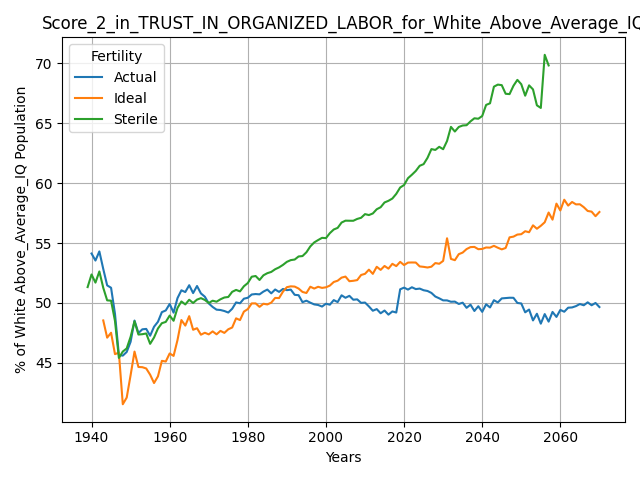 Score_2_in_TRUST_IN_ORGANIZED_LABOR_for_White_Above_Average_IQ
Fertility
Actual
Ideal
Sterile
% of White Above_Average_IQ Population
70
65
60
55
50
45
1940
1960
1980
2000
2020
2040
2060
Years